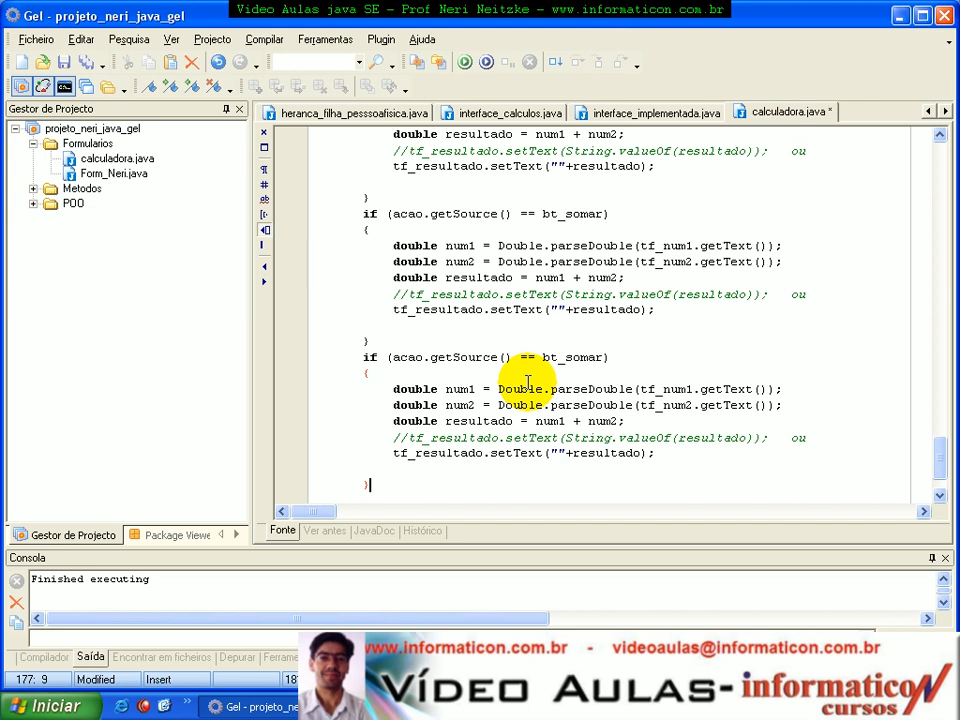 Video Aulas java SE - Prof Neri Neitzke - www.informaticon.com.br
Gel - projeto_neri_java_gel
Ficheiro Editar Pesquisa Ver Projecto Compilar Ferramentas Plugin Ajuda
Gestor de Projecto
heranca_filha_pesssoafisica.java interface_calculos.java interface_implementada.java calculadora.java *
projeto_neri_java_gel
Formularios
calculadora.java
Form_Neri.java
Metodos
POO
double resultado = num1 + num2;
//tf_resultado.setText(String.valueOf(resultado)); ou
tf_resultado.setText(""+resultado);
}
if (acao.getSource() == bt_somar)
{
double num1 = Double.parseDouble(tf_num1.getText());
double num2 = Double.parseDouble(tf_num2.getText());
double resultado = num1 + num2;
//tf_resultado.setText(String.valueOf(resultado)); ou
tf_resultado.setText(""+resultado);
}
if (acao.getSource() == bt_somar)
{
double num1 = Double.parseDouble(tf_num1.getText());
double num2 = Double.parseDouble(tf_num2.getText());
double resultado = num1 + num2;
//tf_resultado.setText(String.valueOf(resultado)); ou
tf_resultado.setText(""+resultado);
}
Gestor de Projecto Package Viewe
Fonte Ver antes JavaDoc Histórico
Consola
Finished executing
Compilador Saída Encontrar em ficheiros Depurar Ferrame
177: 9 Modified Insert 18
www.informaticon.com.br - videoaulas@informaticon.com.br
VÍDEO AULAS-informaticoN
cursos
Iniciar Gel - projeto_ne